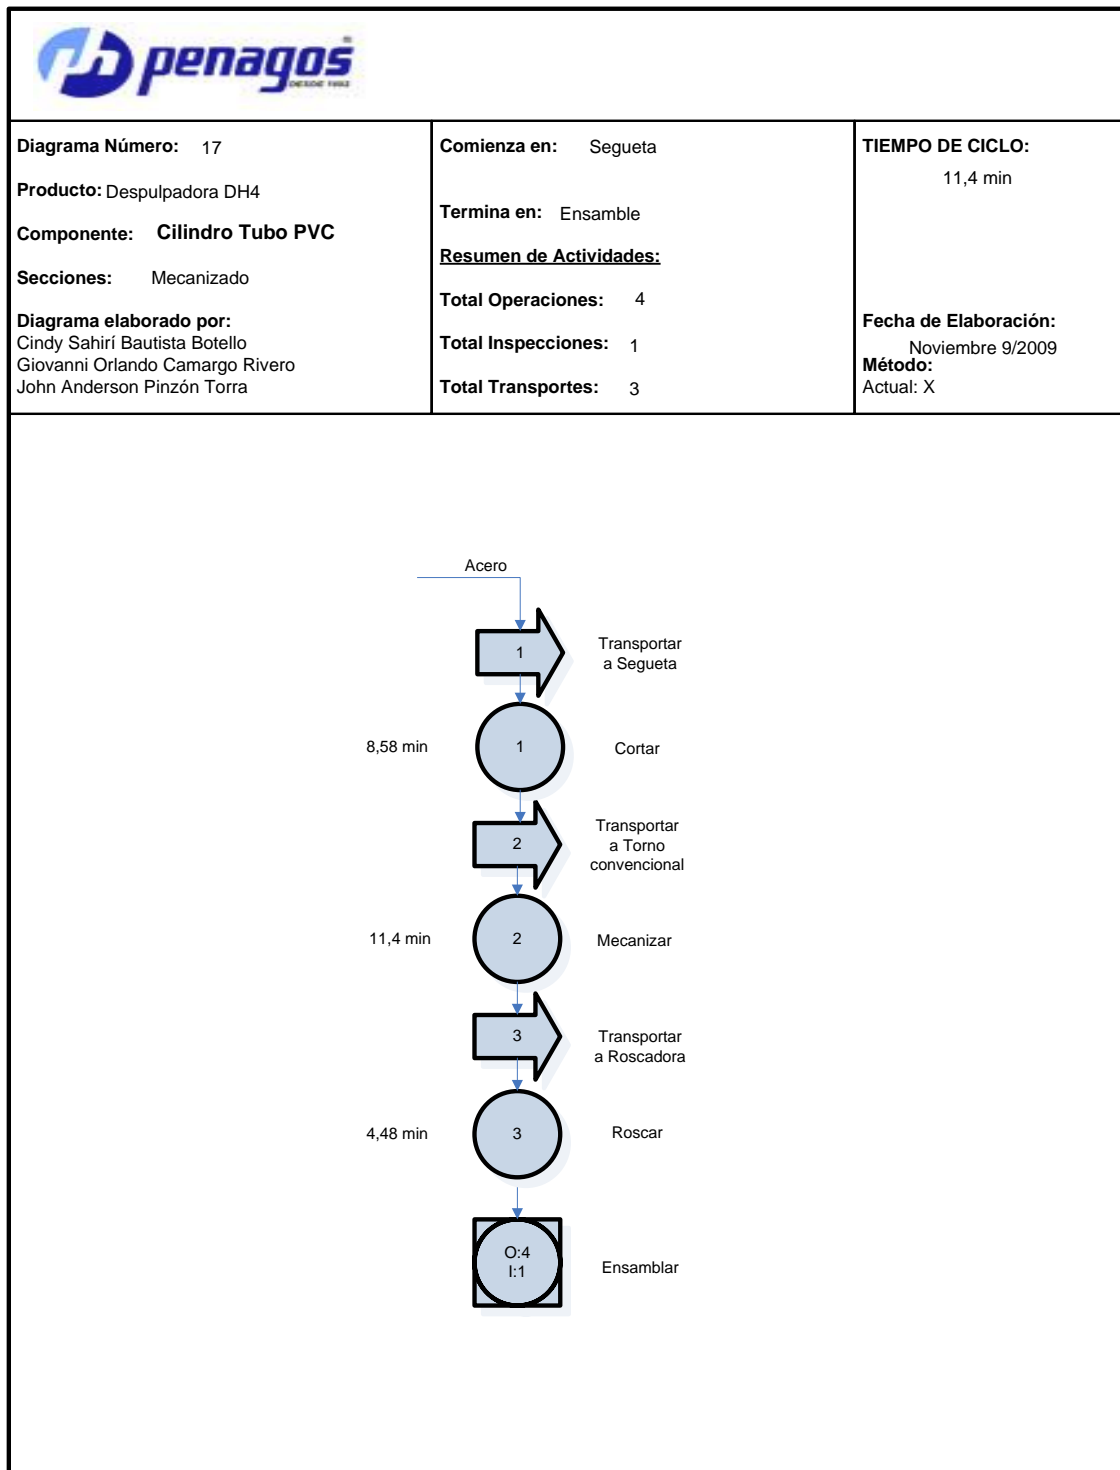 penagos
DESDE 1892
Diagrama Número: 17
Producto: Despulpadora DH4
Componente: Cilindro Tubo PVC
Secciones: Mecanizado
Diagrama elaborado por:
Cindy Sahirí Bautista Botello
Giovanni Orlando Camargo Rivero
John Anderson Pinzón Torra
Comienza en: Segueta
Termina en: Ensamble
Resumen de Actividades:
Total Operaciones: 4
Total Inspecciones: 1
Total Transportes: 3
TIEMPO DE CICLO:
11,4 min
Fecha de Elaboración:
Noviembre 9/2009
Método:
Actual: X
Acero
1
Transportar
a Segueta
8,58 min
1
Cortar
2
Transportar
a Torno
convencional
11,4 min
2
Mecanizar
3
Transportar
a Roscadora
4,48 min
3
Roscar
O:4
I:1
Ensamblar